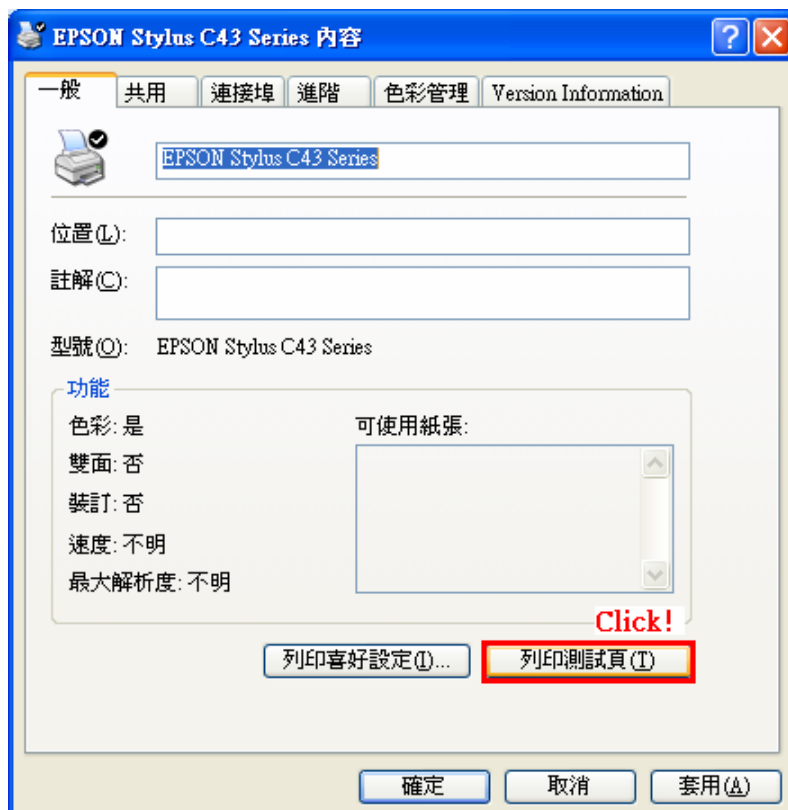 EPSON Stylus C43 Series 內容
一般 共用 連接埠 進階 色彩管理 Version Information
EPSON Stylus C43 Series
位置(L):
註解(C):
型號(O): EPSON Stylus C43 Series
功能
色彩: 是 可使用紙張:
雙面: 否
裝訂: 否
速度: 不明
最大解析度: 不明
Click!
列印喜好設定(I)... 列印測試頁(T)
確定 取消 套用(A)